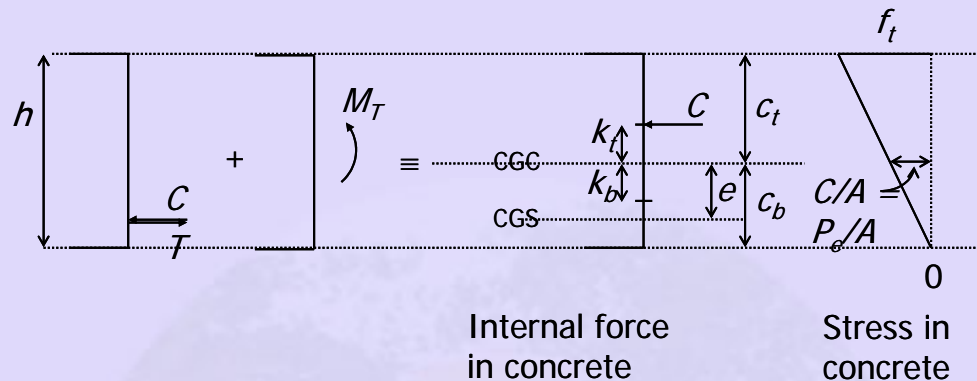 f_t
h
M_T
C
c_t
k_t
+
≡
CGC
C
k_b
e
c_b
C/A =
CGS
T
P_e/A
0
Internal force
in concrete
Stress in
concrete